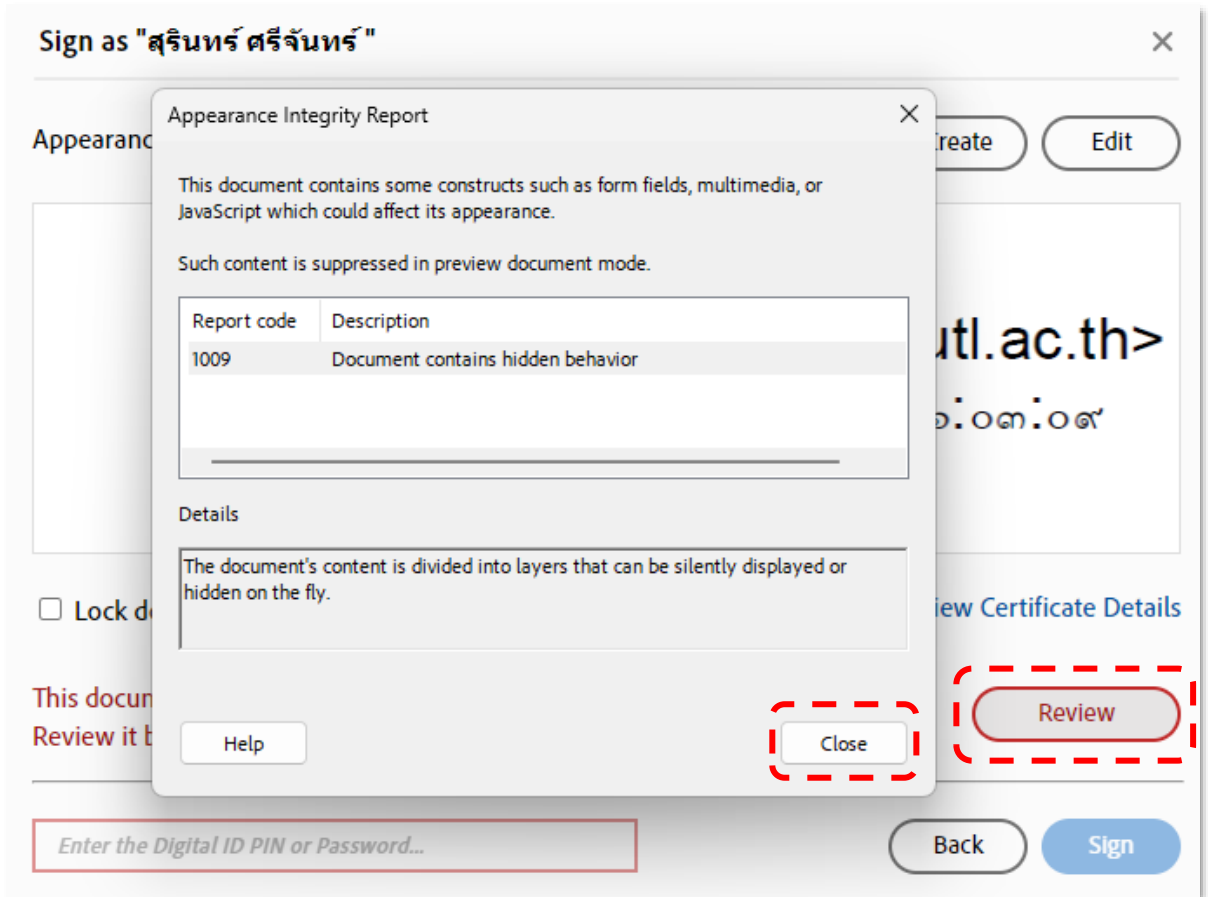 Sign as "สุรินทร์ ศรีจันทร์ "
Appearance Integrity Report
Create
Edit
This document contains some constructs such as form fields, multimedia, or
JavaScript which could affect its appearance.
Such content is suppressed in preview document mode.
Report code Description
1009 Document contains hidden behavior
utl.ac.th>
:๐๓:๐๙
Details
The document's content is divided into layers that can be silently displayed or
hidden on the fly.
Lock
View Certificate Details
This
Review it
Review
Help
Close
Enter the Digital ID PIN or Password...
Back
Sign